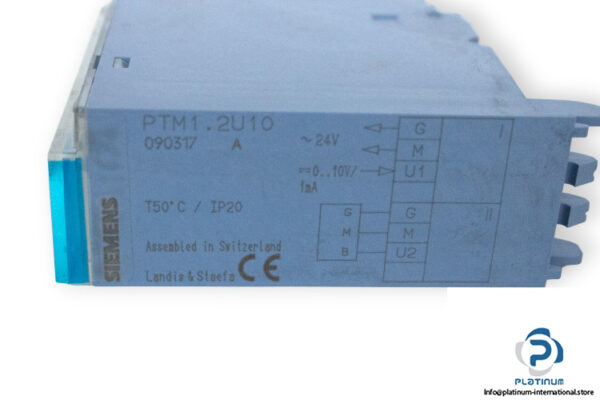 PTM1.2U10
090317 A
~ 24V
0..10V/
1mA
G
M
U1
I
T50°C / IP20
G
M
B
G
M
U2
II
Assembled in Switzerland
Landis & Staefa CE
SIEMENS
PLATINUM
Info@platinum-international.store